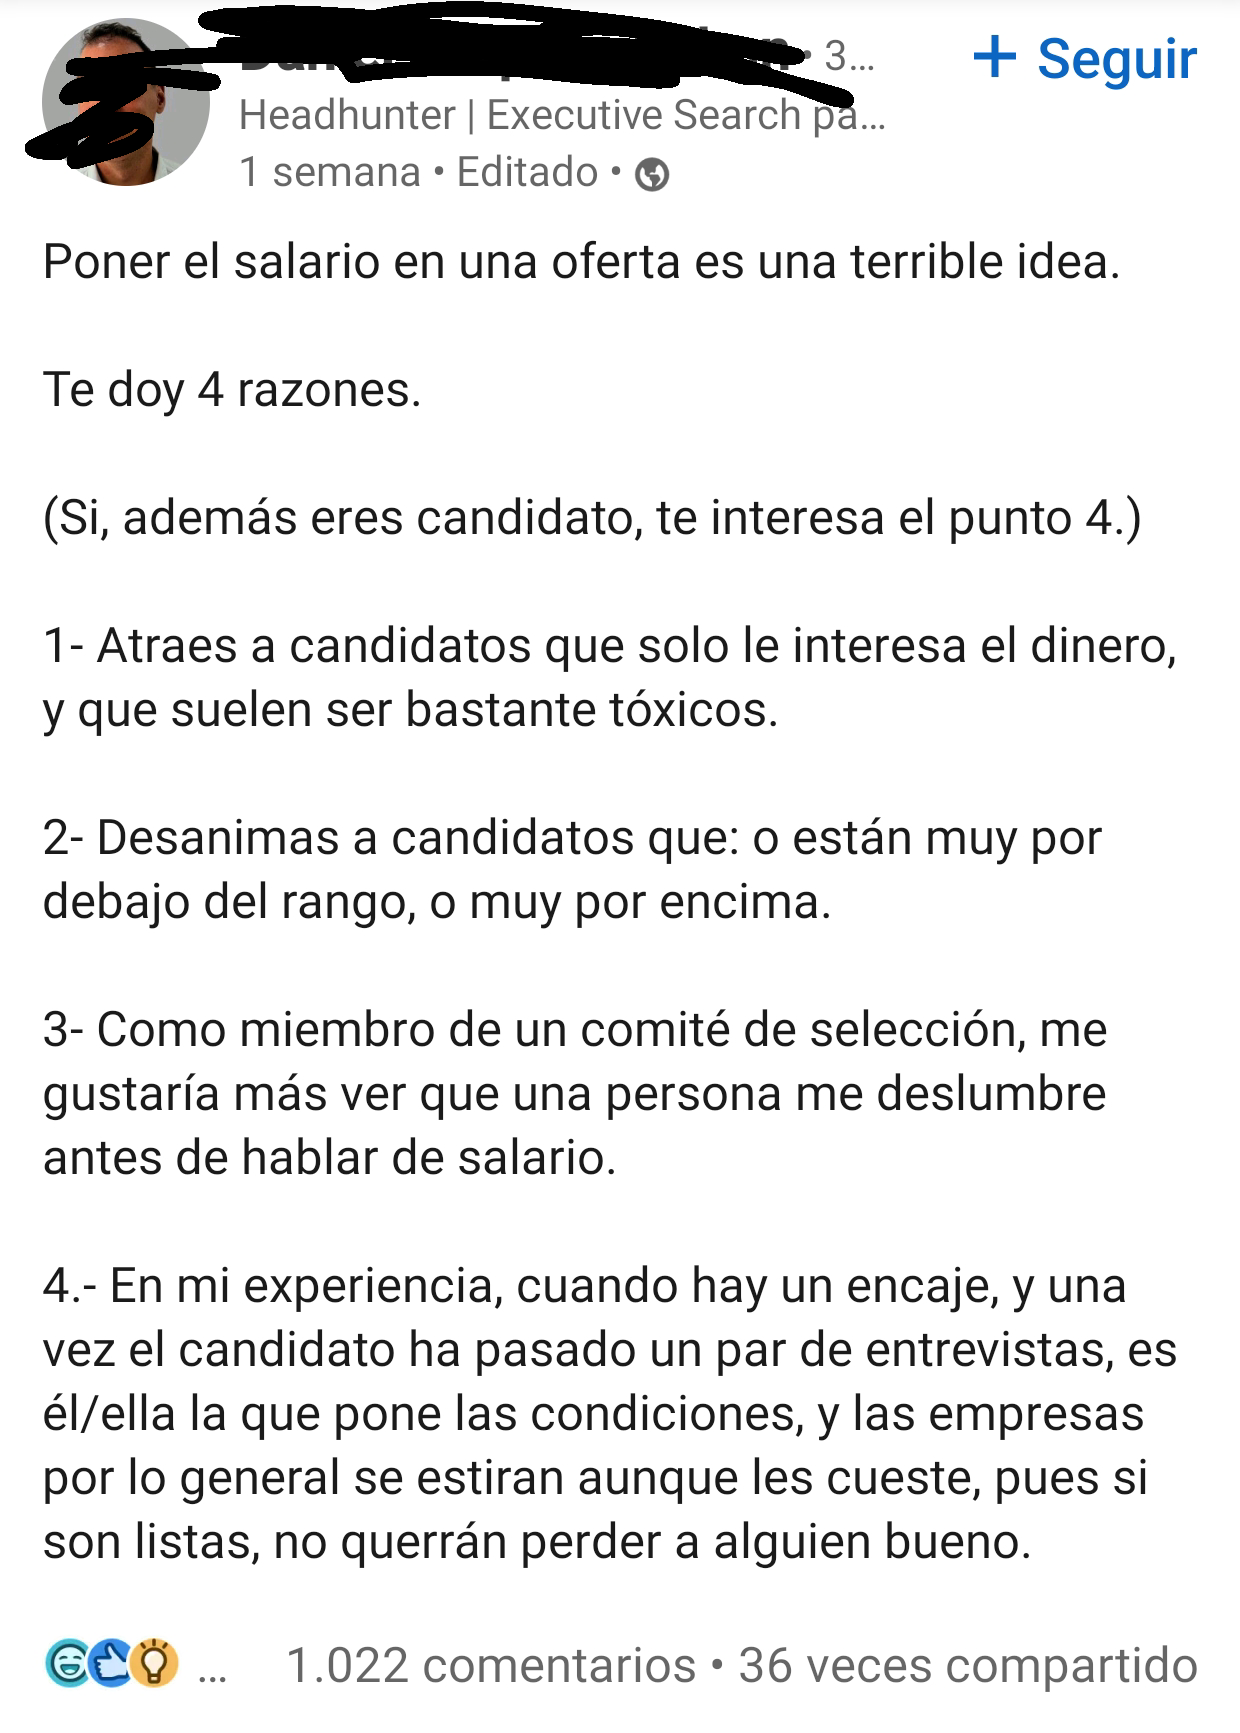 3...
+ Seguir
Headhunter | Executive Search pa...
1 semana • Editado •
Poner el salario en una oferta es una terrible idea.
Te doy 4 razones.
(Si, además eres candidato, te interesa el punto 4.)
1- Atraes a candidatos que solo le interesa el dinero,
y que suelen ser bastante tóxicos.
2- Desanimas a candidatos que: o están muy por
debajo del rango, o muy por encima.
3- Como miembro de un comité de selección, me
gustaría más ver que una persona me deslumbre
antes de hablar de salario.
4.- En mi experiencia, cuando hay un encaje, y una
vez el candidato ha pasado un par de entrevistas, es
él/ella la que pone las condiciones, y las empresas
por lo general se estiran aunque les cueste, pues si
son listas, no querrán perder a alguien bueno.
... 1.022 comentarios • 36 veces compartido